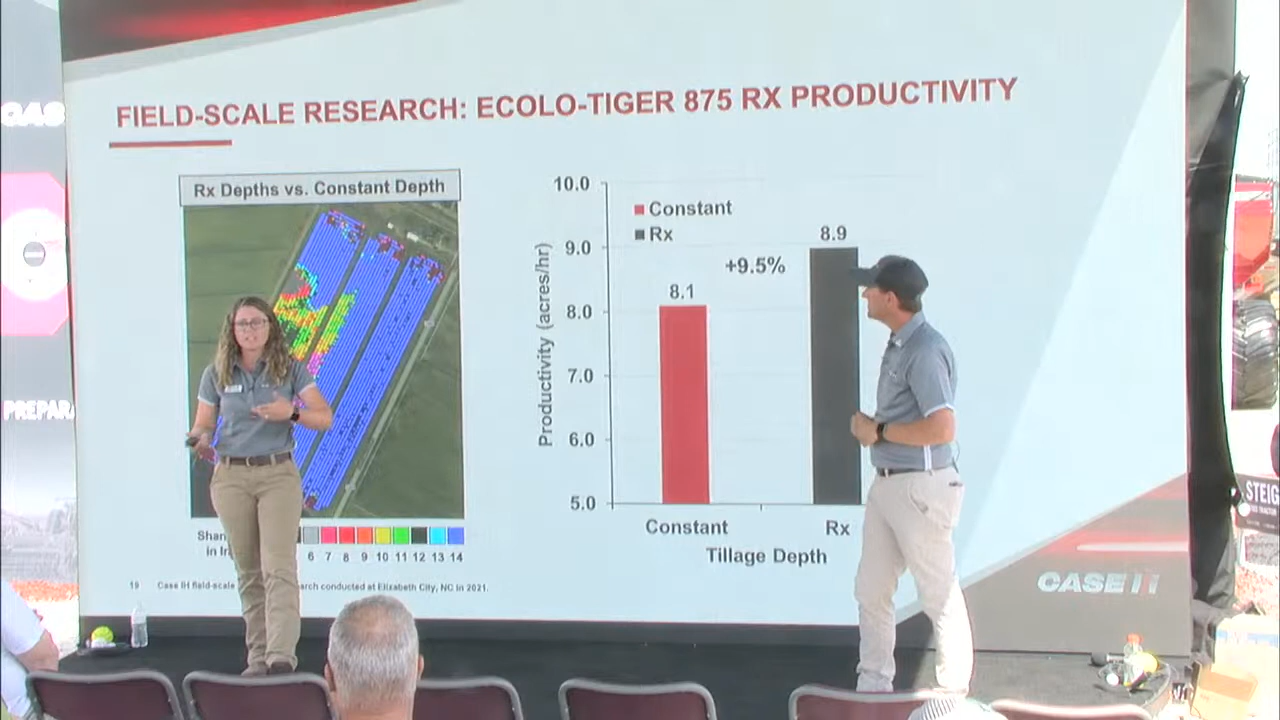 FIELD-SCALE RESEARCH: ECOLO-TIGER 875 RX PRODUCTIVITY
Rx Depths vs. Constant Depth
6 7 8 9 10 11 12 13 14
19 Case IH field-scale
conducted at Elizabeth City, NC in 2021.
Productivity (acres/hr)
10.0
9.0
8.0
7.0
6.0
5.0
Constant
Rx
8.1
+9.5%
8.9
Constant
Rx
Tillage Depth
CASE IH
PREPAR
STEIG